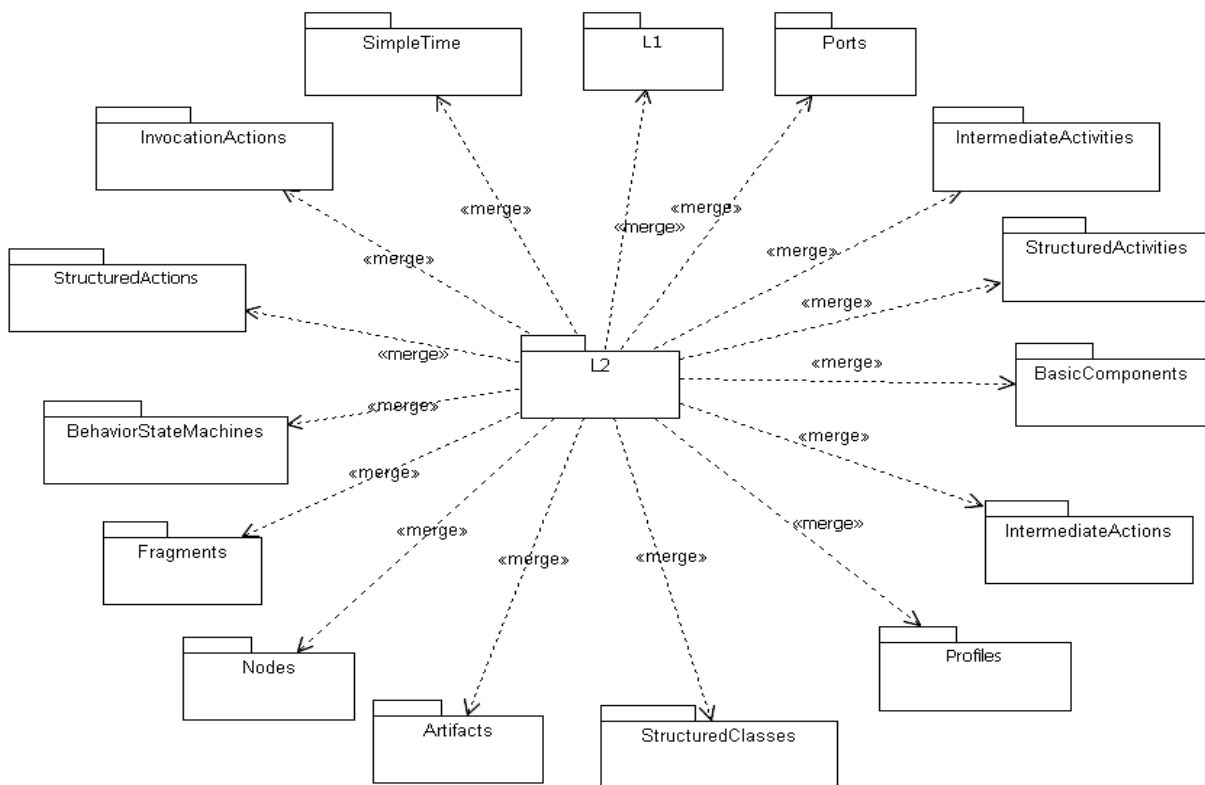 SimpleTime
L1
Ports
InvocationActions
IntermediateActivities
«merge»
«merge»
«merge»
StructuredActions
«merge»
«merge»
StructuredActivities
«merge»
«merge»
L2
«merge»
BasicComponents
BehaviorStateMachines
«merge»
«merge»
Fragments
«merge»
«merge»
IntermediateActions
«merge»
«merge»
«merge»
Nodes
Profiles
Artifacts
StructuredClasses